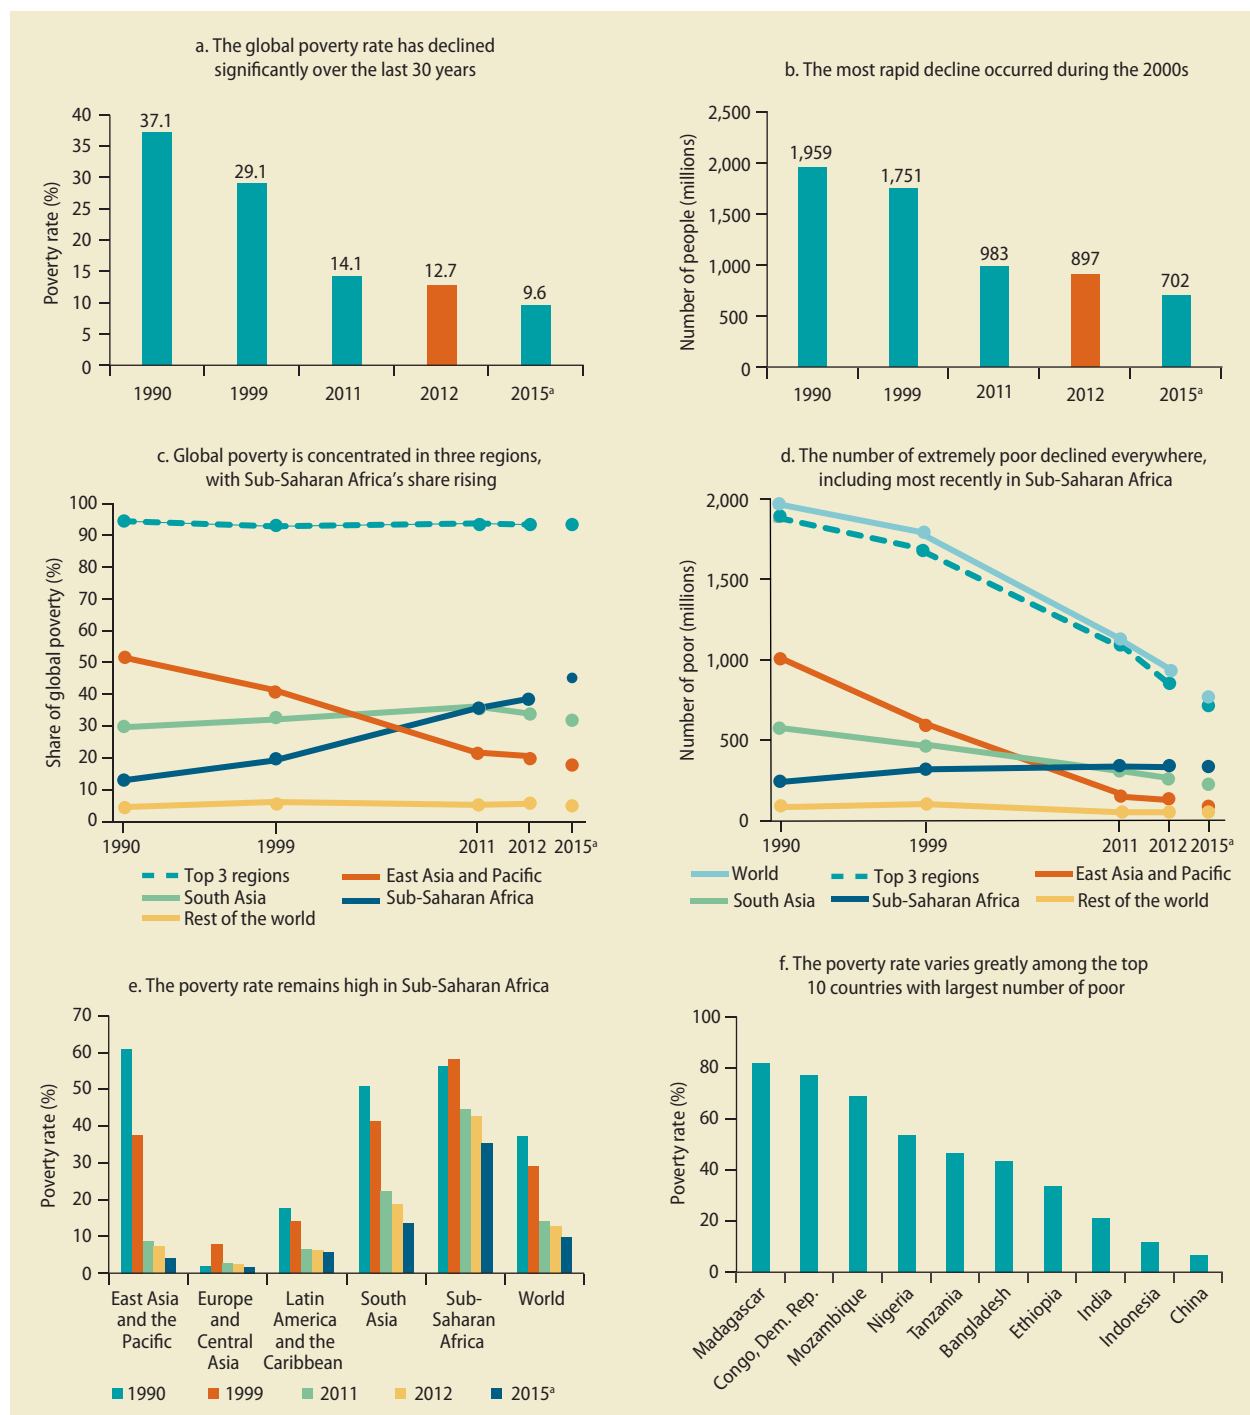 a. The global poverty rate has declined
significantly over the last 30 years
Poverty rate (%)
40
35
30
25
20
15
10
5
0
37.1
29.1
14.1
12.7
9.6
1990
1999
2011
2012
2015ª
b. The most rapid decline occurred during the 2000s
Number of people (millions)
2,500
2,000
1,500
1,000
500
0
1,959
1,751
983
897
702
1990
1999
2011
2012
2015ª
c. Global poverty is concentrated in three regions,
with Sub-Saharan Africa’s share rising
Share of global poverty (%)
100
90
80
70
60
50
40
30
20
10
0
1990
1999
2011
2012
2015ª
Top 3 regions
East Asia and Pacific
South Asia
Sub-Saharan Africa
Rest of the world
d. The number of extremely poor declined everywhere,
including most recently in Sub-Saharan Africa
Number of poor (millions)
2,000
1,500
1,000
500
0
1990
1999
2011
2012
2015ª
World
Top 3 regions
East Asia and Pacific
South Asia
Sub-Saharan Africa
Rest of the world
e. The poverty rate remains high in Sub-Saharan Africa
Poverty rate (%)
70
60
50
40
30
20
10
0
East Asia
and the
Pacific
Europe
and
Central
Asia
Latin
America
and the
Caribbean
South
Asia
Sub-
Saharan
Africa
World
1990
1999
2011
2012
2015ª
f. The poverty rate varies greatly among the top
10 countries with largest number of poor
Poverty rate (%)
100
80
60
40
20
0
Madagascar
Congo, Dem. Rep.
Mozambique
Nigeria
Tanzania
Bangladesh
Ethiopia
India
Indonesia
China